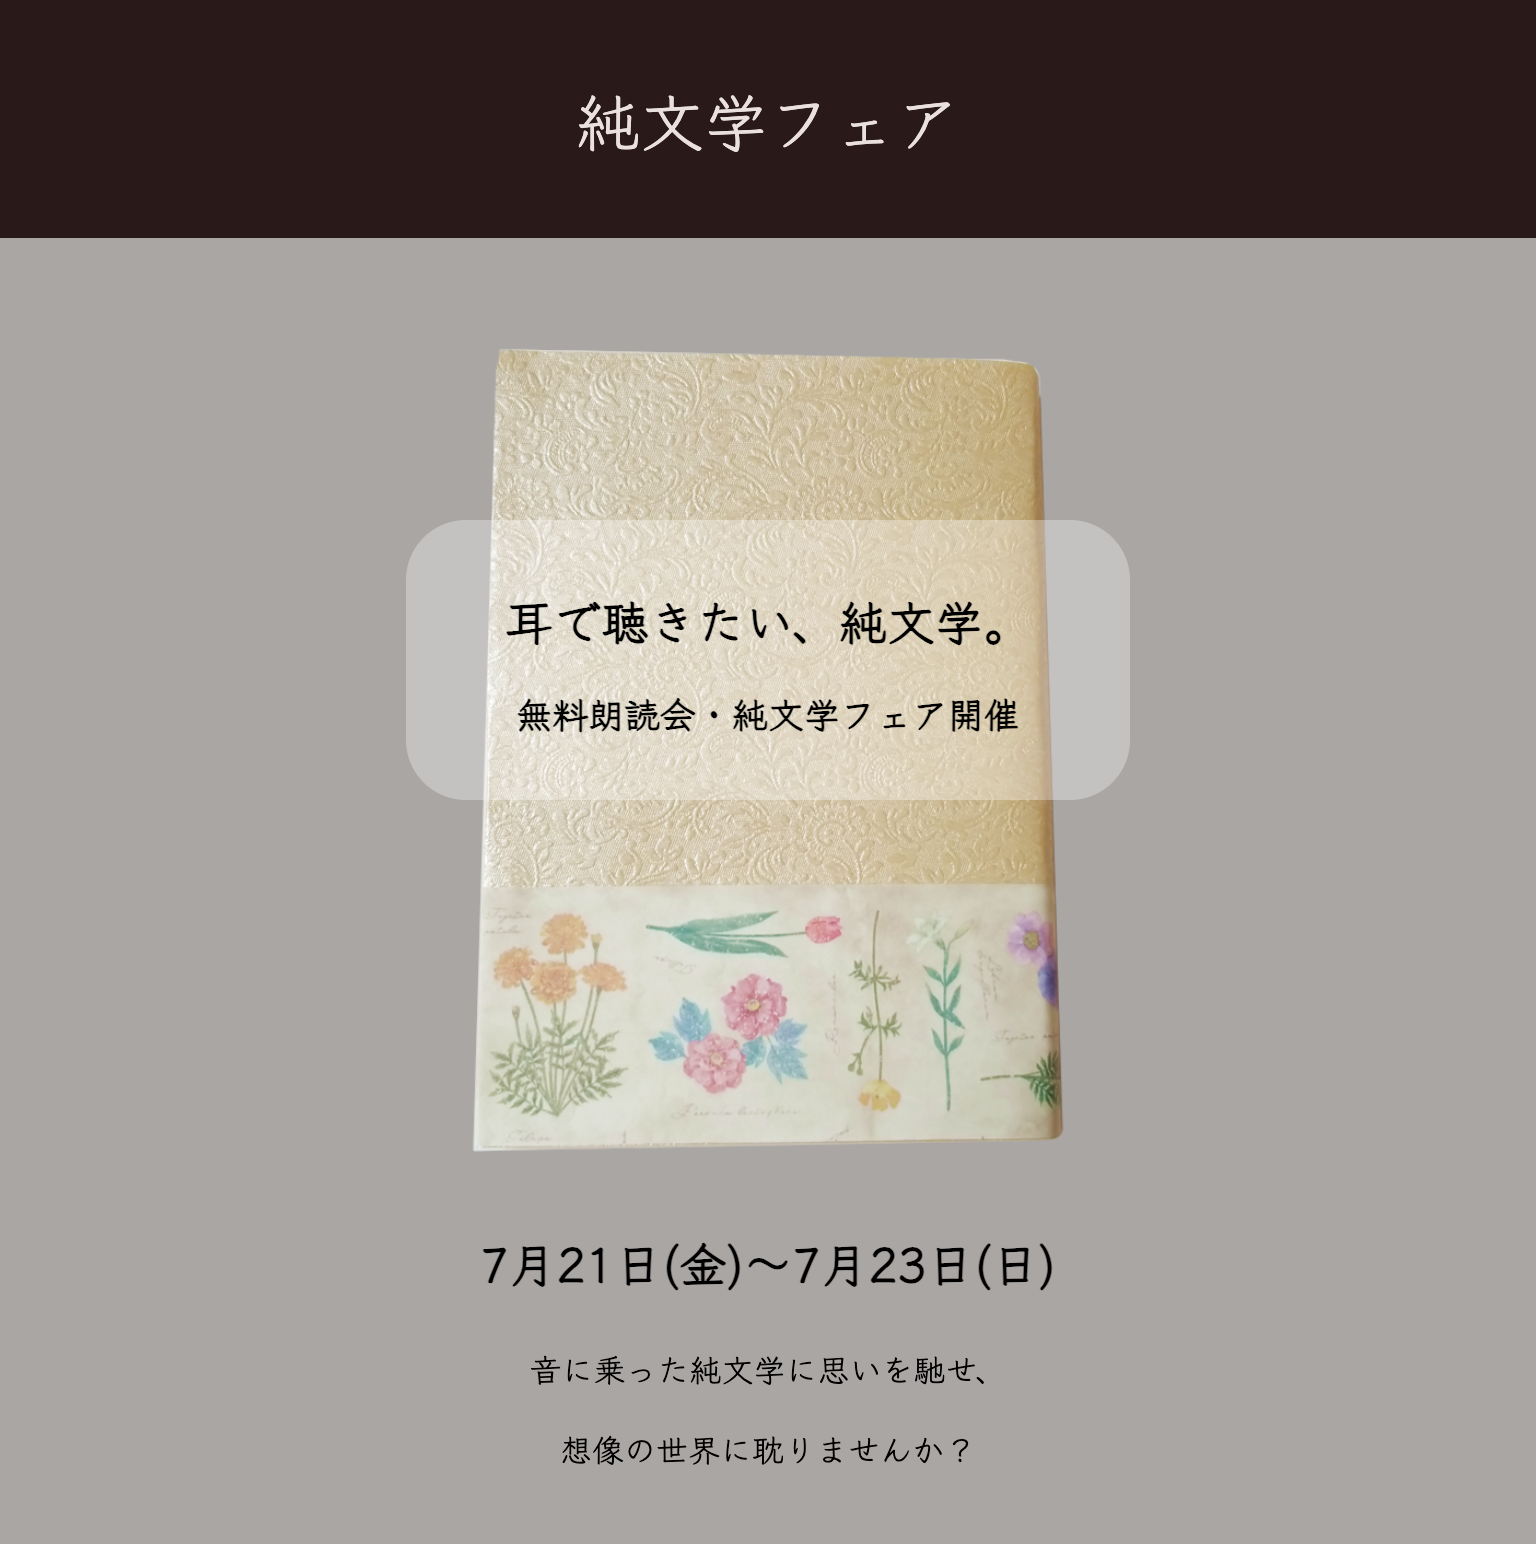 純文学フェア
耳で聴きたい、純文学。
無料朗読会・純文学フェア開催
7月21日(金)〜7月23日(日)
音に乗った純文学に思いを馳せ、
想像の世界に耽りませんか？